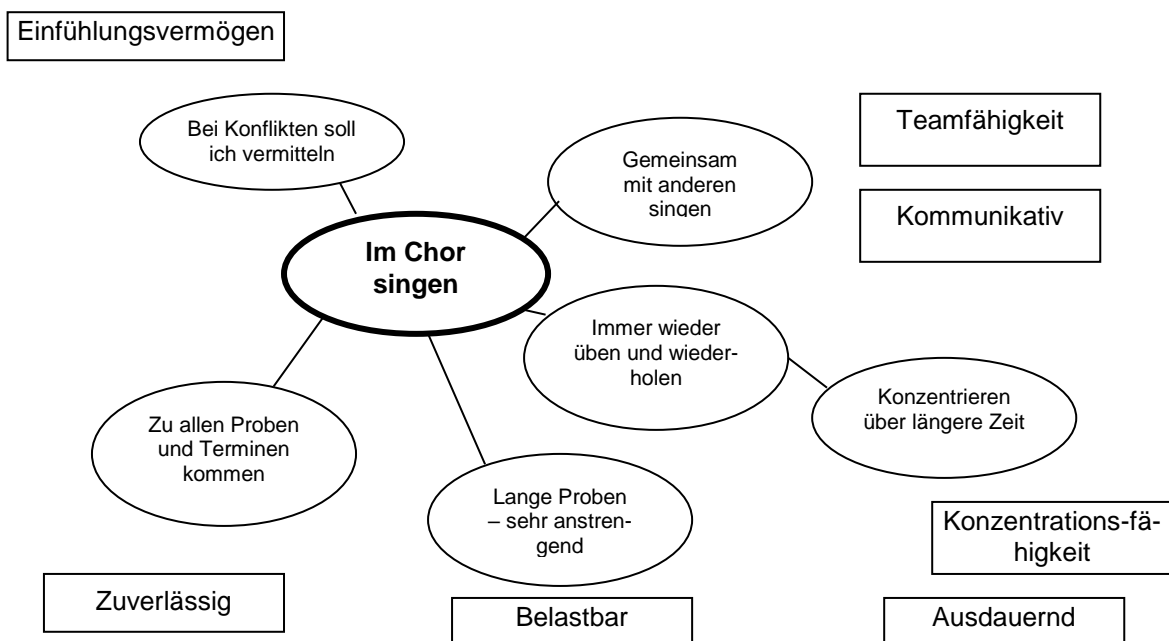 Einfühlungsvermögen
Bei Konflikten soll
ich vermitteln
Gemeinsam
mit anderen
singen
Teamfähigkeit
Kommunikativ
Im Chor
singen
Immer wieder
üben und wieder-
holen
Konzentrieren
über längere Zeit
Zu allen Proben
und Terminen
kommen
Lange Proben
– sehr anstren-
gend
Konzentrations-fä-
higkeit
Zuverlässig
Belastbar
Ausdauernd